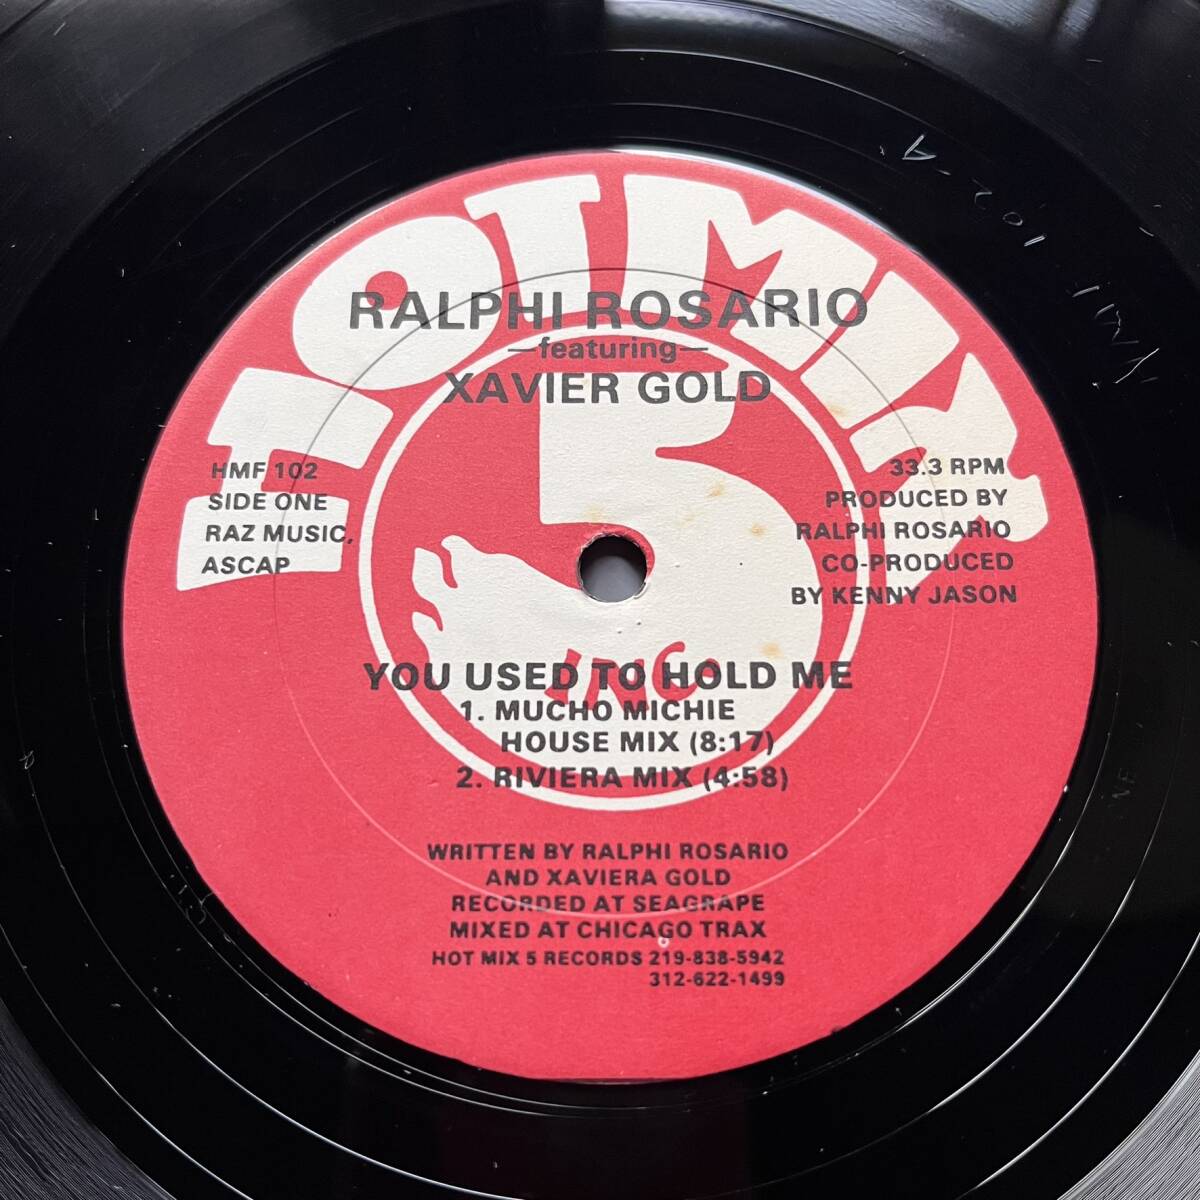 HOT MIX
5
INC.
RALPHI ROSARIO
—featuring—
XAVIER GOLD
HMF 102
SIDE ONE
RAZ MUSIC,
ASCAP
33.3 RPM
PRODUCED BY
RALPHI ROSARIO
CO-PRODUCED
BY KENNY JASON
YOU USED TO HOLD ME
1. MUCHO MICHIE
HOUSE MIX (8:17)
2. RIVIERA MIX (4:58)
WRITTEN BY RALPHI ROSARIO
AND XAVIERA GOLD
RECORDED AT SEAGRAPE
MIXED AT CHICAGO TRAX
HOT MIX 5 RECORDS 219-838-5942
312-622-1499
102-A